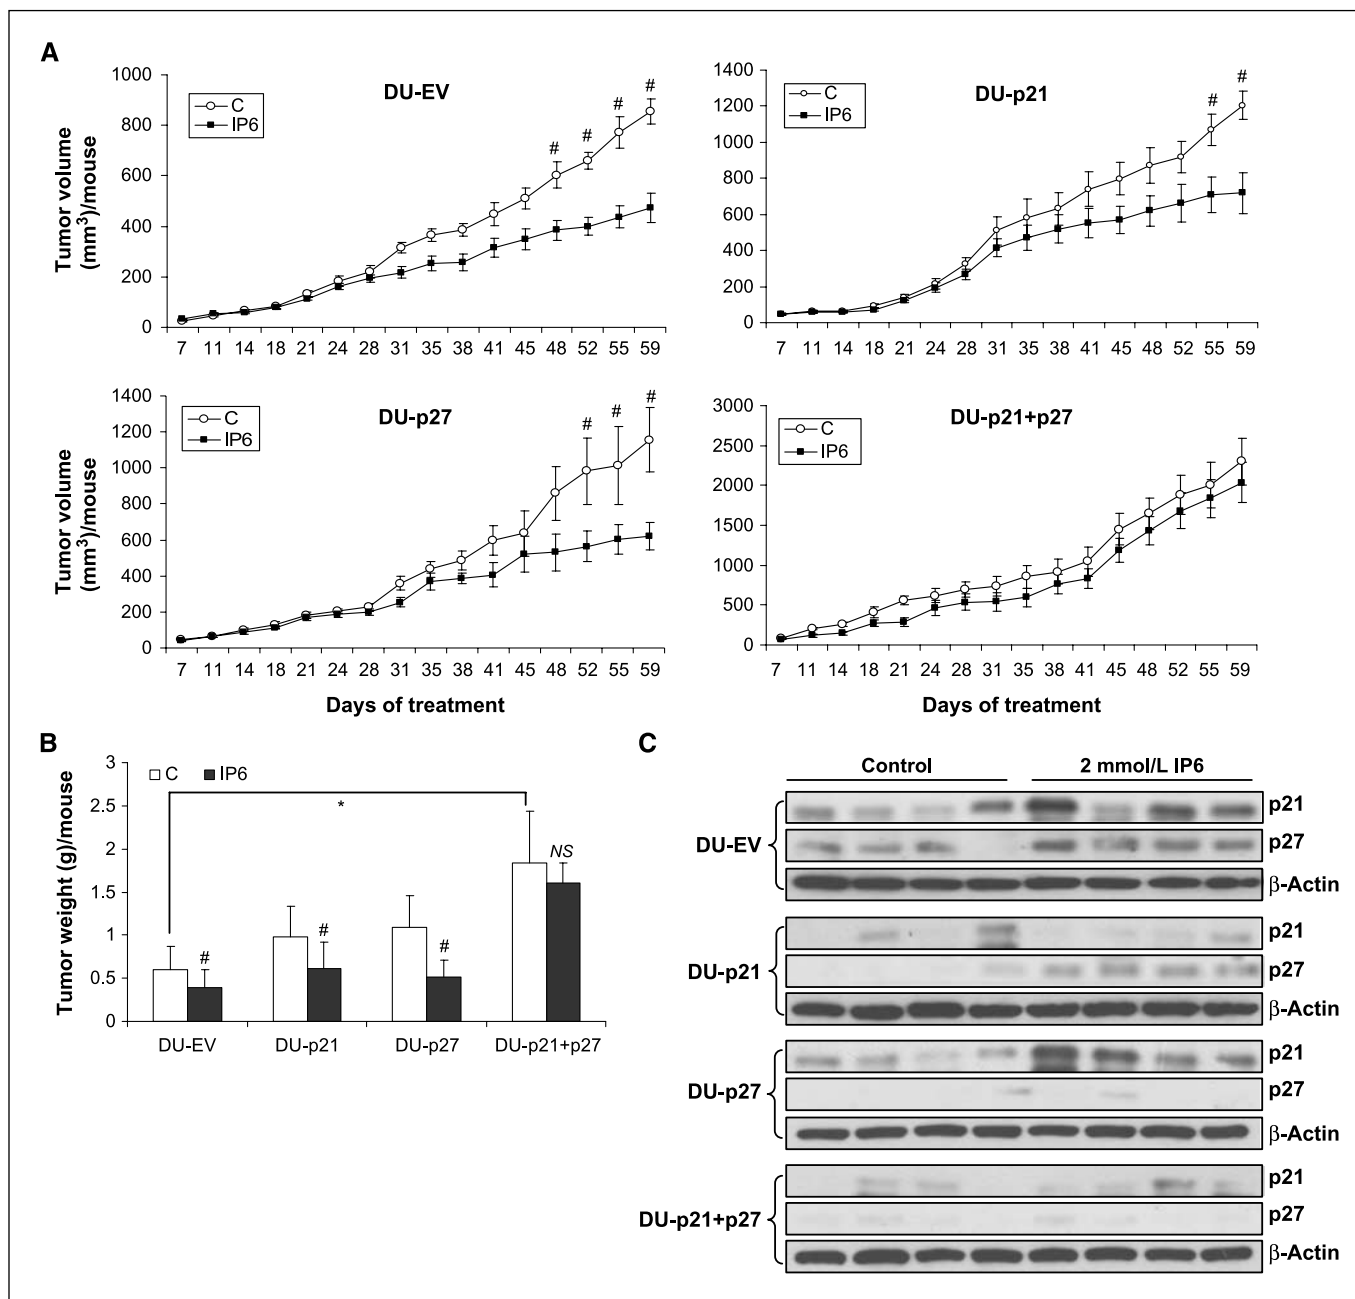 A
DU-EV
C
IP6
Tumor volume
(mm³)/mouse
1000
800
600
400
200
0
# # # #
7 11 14 18 21 24 28 31 35 38 41 45 48 52 55 59
DU-p21
C
IP6
1400
1200
1000
800
600
400
200
0
# #
7 11 14 18 21 24 28 31 35 38 41 45 48 52 55 59
DU-p27
C
IP6
Tumor volume
(mm³)/mouse
1400
1200
1000
800
600
400
200
0
# # #
7 11 14 18 21 24 28 31 35 38 41 45 48 52 55 59
Days of treatment
DU-p21+p27
C
IP6
3000
2500
2000
1500
1000
500
0
7 11 14 18 21 24 28 31 35 38 41 45 48 52 55 59
Days of treatment
B
C IP6
Tumor weight (g)/mouse
3
2.5
2
1.5
1
0.5
0
*
NS
# # #
DU-EV DU-p21 DU-p27 DU-p21+p27
C
Control 2 mmol/L IP6
DU-EV
p21
p27
β-Actin
DU-p21
p21
p27
β-Actin
DU-p27
p21
p27
β-Actin
DU-p21+p27
p21
p27
β-Actin